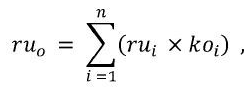 $ru_o = \sum_{i=1}^{n} (ru_i \times ko_i)$ ,